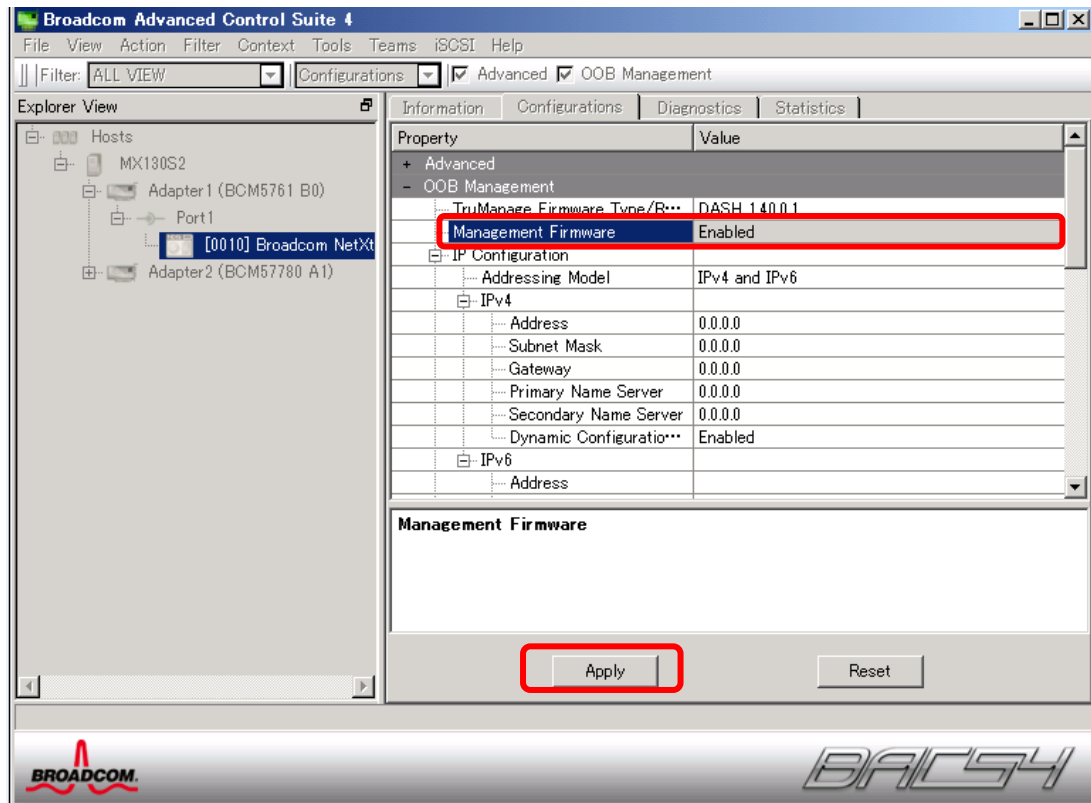 Broadcom Advanced Control Suite 4
File View Action Filter Context Tools Teams iSCSI Help
Filter: ALL VIEW Configurations Advanced OOB Management
Explorer View
Information Configurations Diagnostics Statistics
Hosts
MX130S2
Adapter1 (BCM5761 B0)
Port1
[0010] Broadcom NetXt
Adapter2 (BCM57780 A1)
Property Value
+ Advanced
- OOB Management
TruManage Firmware Type/R··· DASH 1.40.0.1
Management Firmware Enabled
IP Configuration
Addressing Model IPv4 and IPv6
IPv4
Address 0.0.0.0
Subnet Mask 0.0.0.0
Gateway 0.0.0.0
Primary Name Server 0.0.0.0
Secondary Name Server 0.0.0.0
Dynamic Configuratio··· Enabled
IPv6
Address
Management Firmware
Apply Reset
BROADCOM.
BACS4